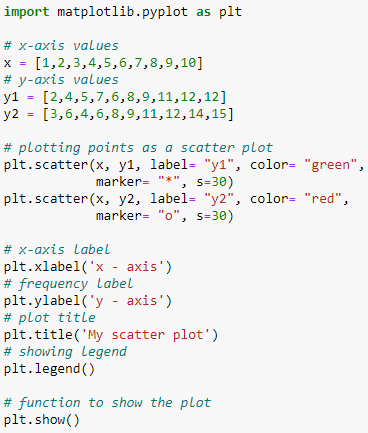 import matplotlib.pyplot as plt

# x-axis values
x = [1,2,3,4,5,6,7,8,9,10]
# y-axis values
y1 = [2,4,5,7,6,8,9,11,12,12]
y2 = [3,6,4,6,8,9,11,12,14,15]

# plotting points as a scatter plot
plt.scatter(x, y1, label= "y1", color= "green",
            marker= "*", s=30)
plt.scatter(x, y2, label= "y2", color= "red",
            marker= "o", s=30)

# x-axis label
plt.xlabel('x - axis')
# frequency label
plt.ylabel('y - axis')
# plot title
plt.title('My scatter plot')
# showing legend
plt.legend()

# function to show the plot
plt.show()